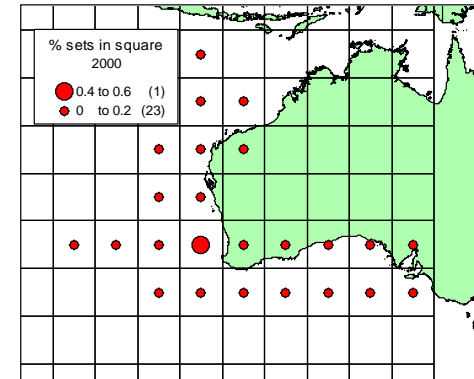 % sets in square
2000
0.4 to 0.6 (1)
0 to 0.2 (23)